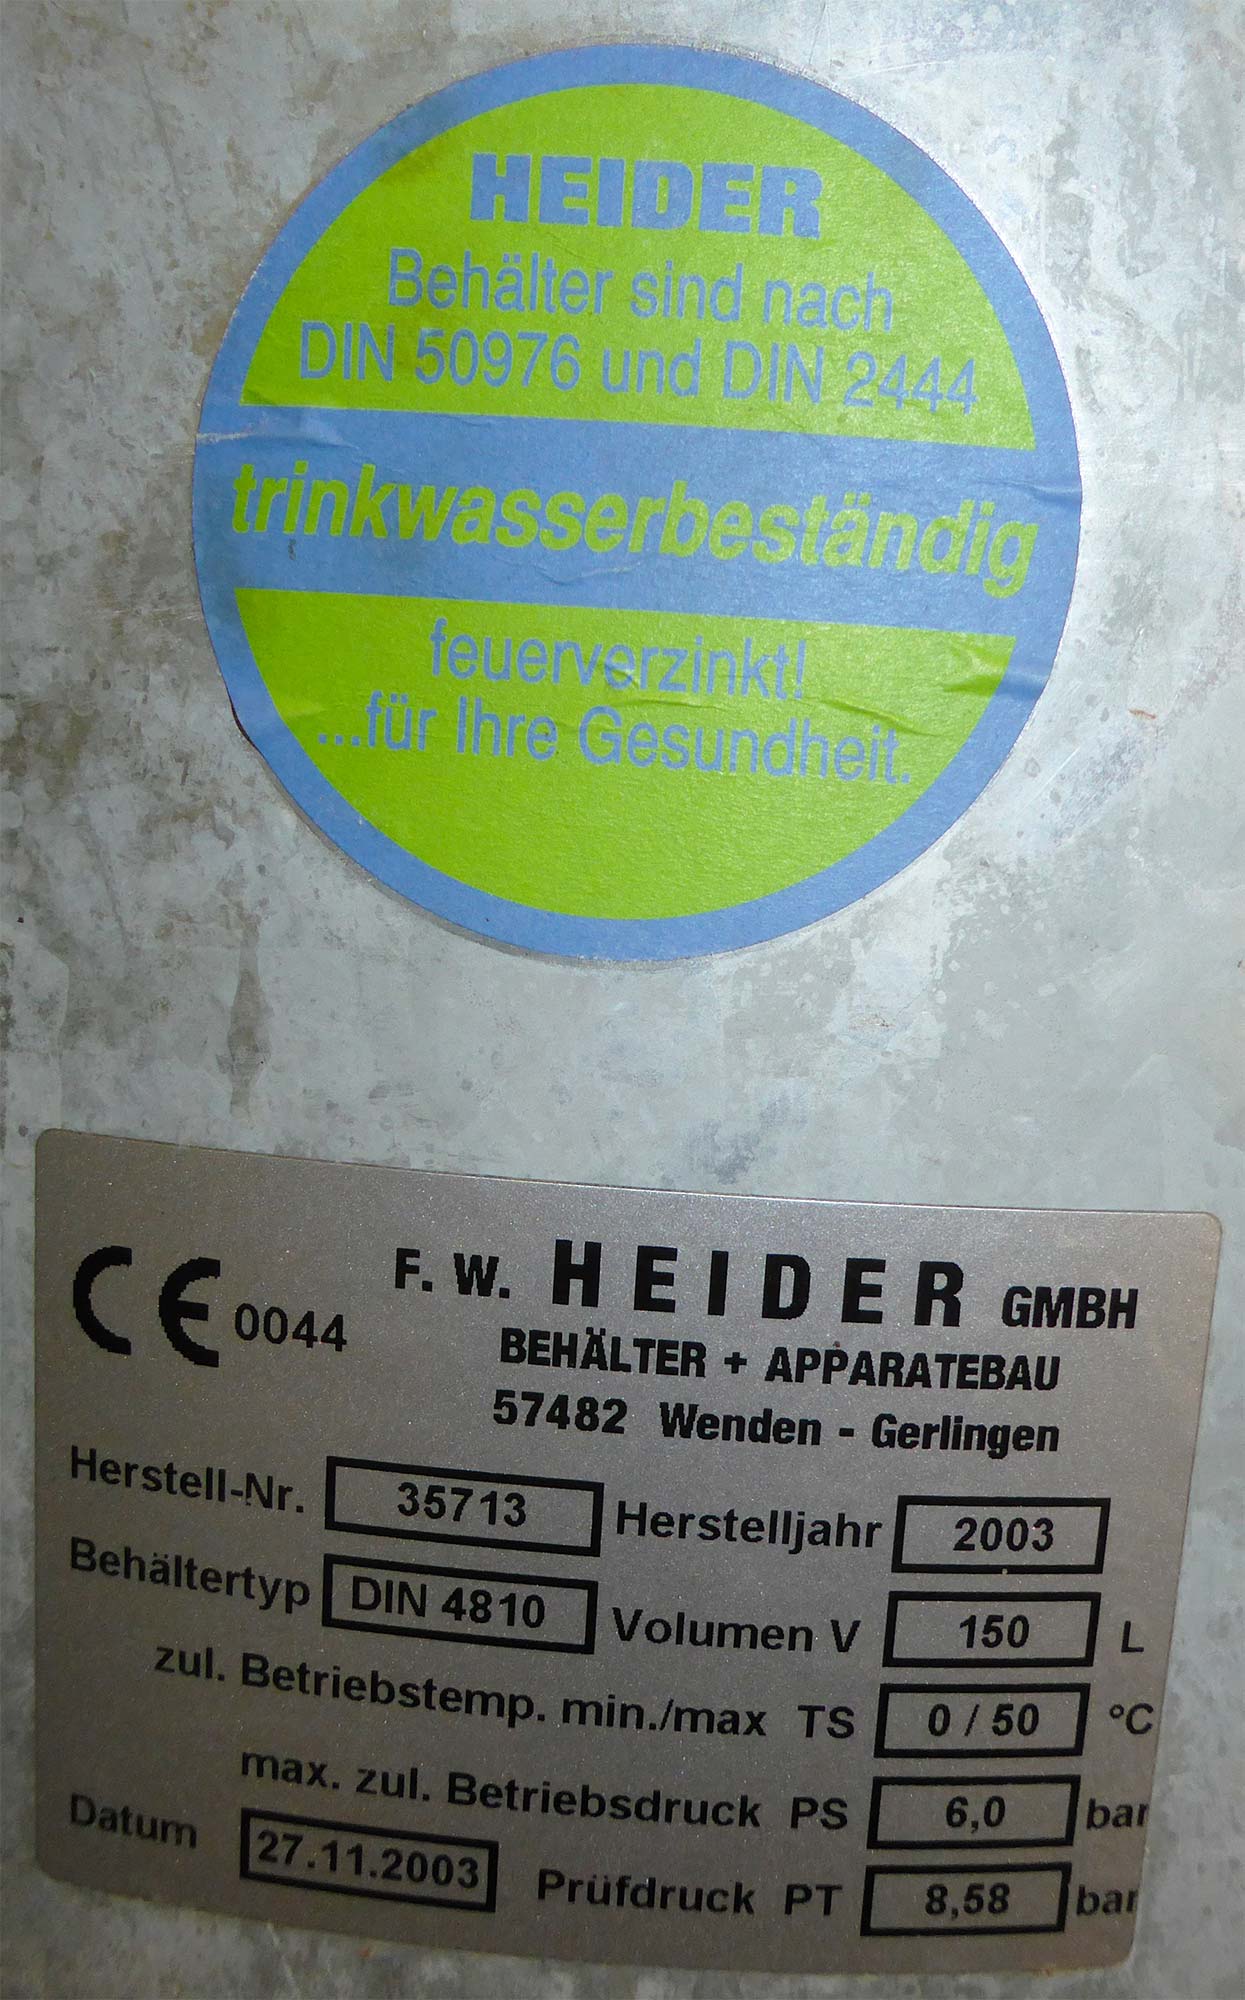 HEIDER
Behälter sind nach
DIN 50976 und DIN 2444
trinkwasserbeständig
feuerverzinkt!
...für Ihre Gesundheit.
CE 0044
F. W. HEIDER GMBH
BEHÄLTER + APPARATEBAU
57482 Wenden - Gerlingen
Herstell-Nr. 35713 Herstelljahr 2003
Behältertyp DIN 4810 Volumen V 150 L
zul. Betriebstemp. min./max TS 0 / 50 °C
max. zul. Betriebsdruck PS 6,0 bar
Datum 27.11.2003 Prüfdruck PT 8,58 bar